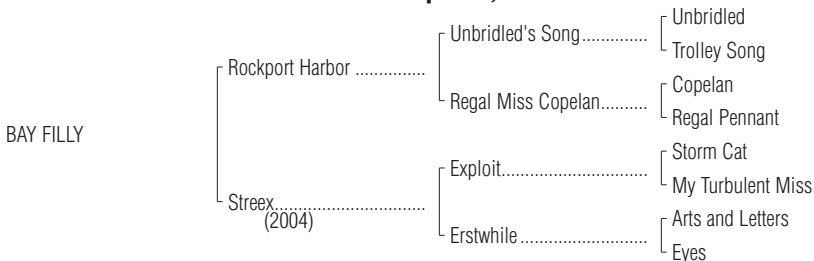 Unbridled
Unbridled's Song..............
Trolley Song
Rockport Harbor ...............
Copelan
Regal Miss Copelan..........
Regal Pennant
BAY FILLY
Storm Cat
Exploit.............................
My Turbulent Miss
Streex..............................
(2004)
Arts and Letters
Erstwhile .........................
Eyes